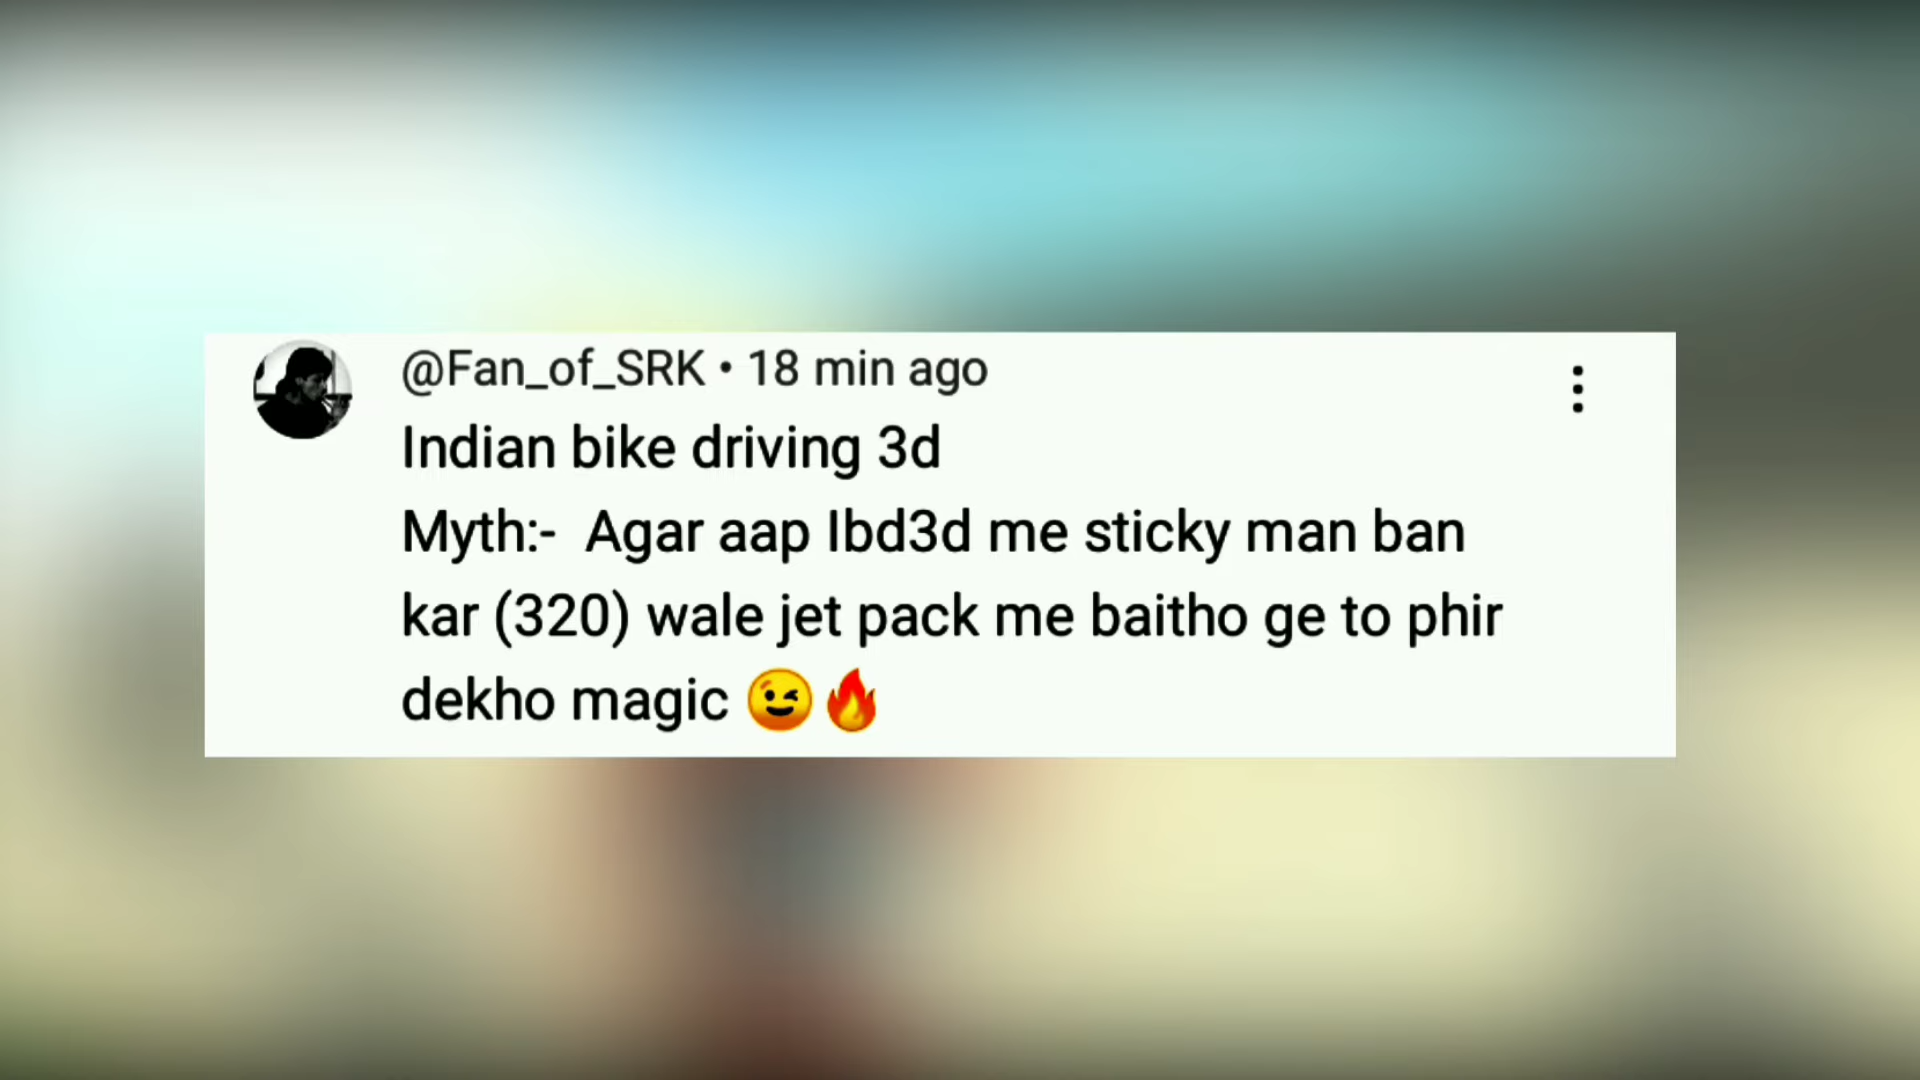 @Fan_of_SRK • 18 min ago
Indian bike driving 3d
Myth:- Agar aap Ibd3d me sticky man ban
kar (320) wale jet pack me baitho ge to phir
dekho magic 😉🔥